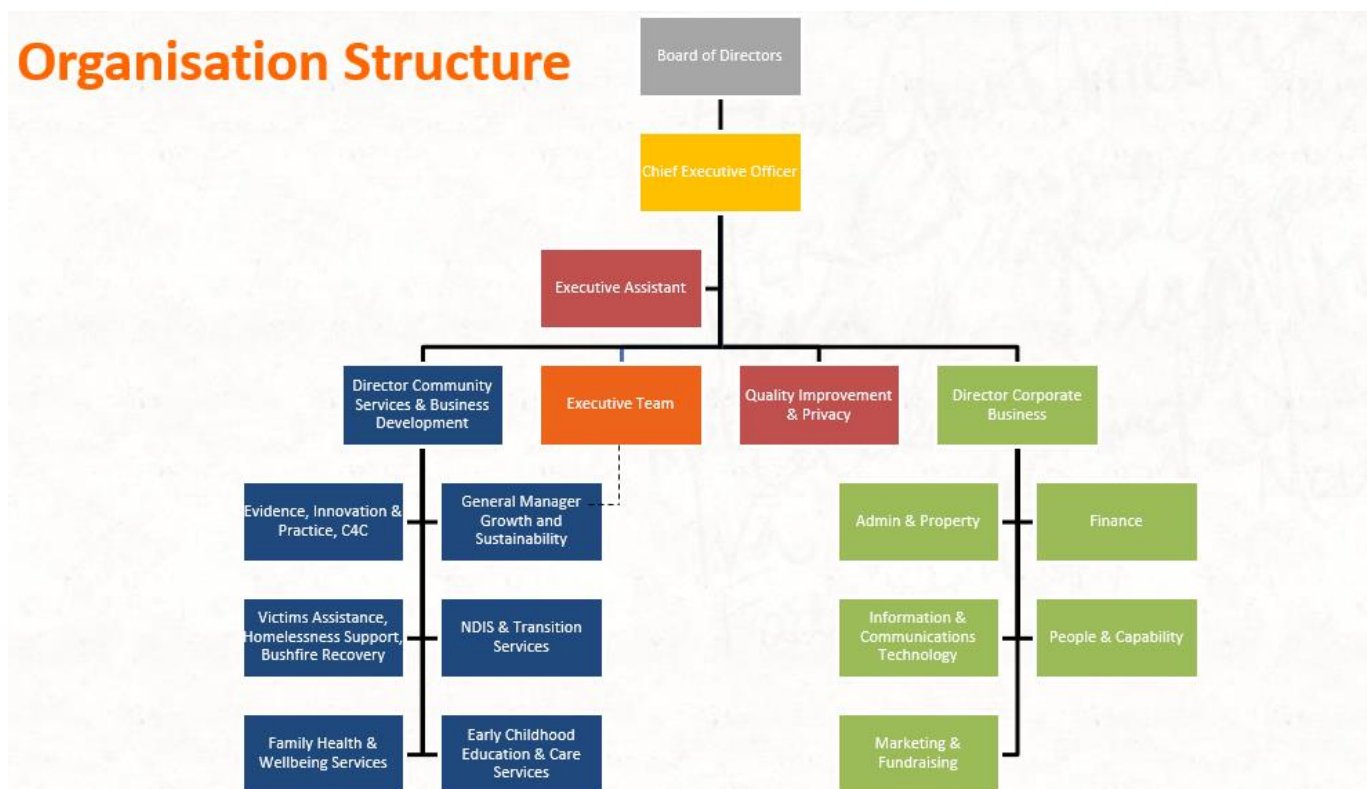 Organisation Structure
Board of Directors
Chief Executive Officer
Executive Assistant
Director Community
Services & Business
Development
Executive Team
Quality Improvement
& Privacy
Director Corporate
Business
Evidence, Innovation &
Practice, C4C
General Manager
Growth and
Sustainability
Admin & Property
Finance
Victims Assistance,
Homelessness Support,
Bushfire Recovery
NDIS & Transition
Services
Information &
Communications
Technology
People & Capability
Family Health &
Wellbeing Services
Early Childhood
Education & Care
Services
Marketing &
Fundraising